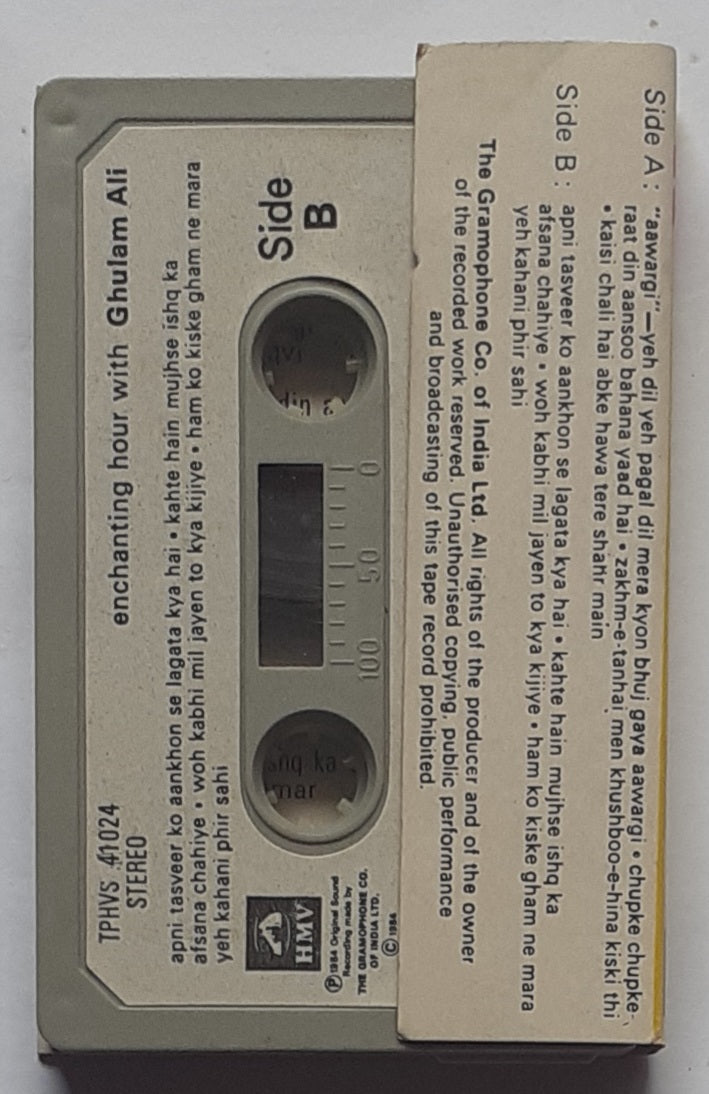 enchanting hour with Ghulam Ali
TPHVS 41024
STEREO
apni tasveer ko aankhon se lagata kya hai • kahte hain mujhse ishq ka
afsana chahiye • woh kabhi mil jayen to kya kijiye • ham ko kiske gham ne mara
yeh kahani phir sahi
Side
B
0 50 100
HMV
Ⓟ 1984 Original Sound
Recording made by
THE GRAMOPHONE CO.
OF INDIA LTD.
© 1984
ishq ka
mar
Side A : "aawargi"—yeh dil yeh pagal dil mera kyon bhuj gaya aawargi • chupke chupke-
raat din aansoo bahana yaad hai • zakhm-e-tanhai men khushboo-e-hina kiski thi
• kaisi chali hai abke hawa tere shahr main
Side B : apni tasveer ko aankhon se lagata kya hai • kahte hain mujhse ishq ka
afsana chahiye • woh kabhi mil jayen to kya kijiye • ham ko kiske gham ne mara
yeh kahani phir sahi
The Gramophone Co. of India Ltd. All rights of the producer and of the owner
of the recorded work reserved. Unauthorised copying, public performance
and broadcasting of this tape record prohibited.